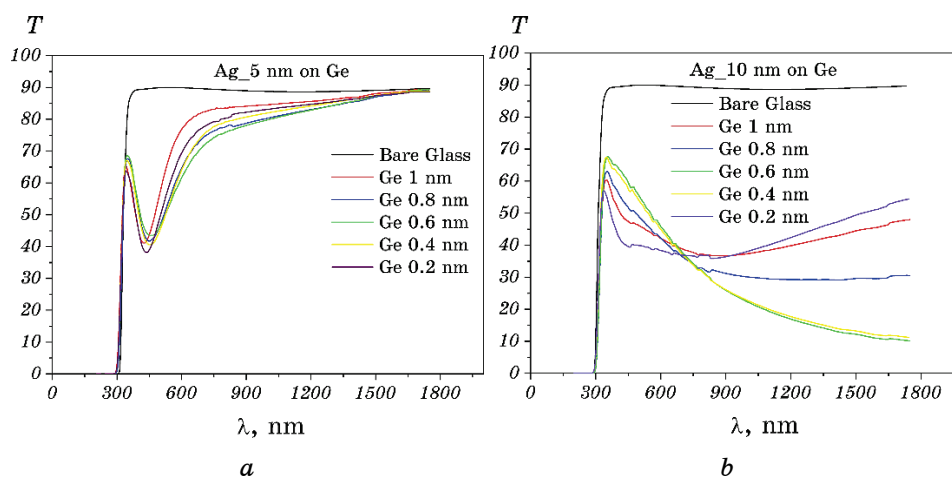 T
100
90
80
70
60
50
40
30
20
10
0
Ag_5 nm on Ge
Bare Glass
Ge 1 nm
Ge 0.8 nm
Ge 0.6 nm
Ge 0.4 nm
Ge 0.2 nm
0 300 600 900 1200 1500 1800
λ, nm
a
T
100
90
80
70
60
50
40
30
20
10
0
Ag_10 nm on Ge
Bare Glass
Ge 1 nm
Ge 0.8 nm
Ge 0.6 nm
Ge 0.4 nm
Ge 0.2 nm
0 300 600 900 1200 1500 1800
λ, nm
b